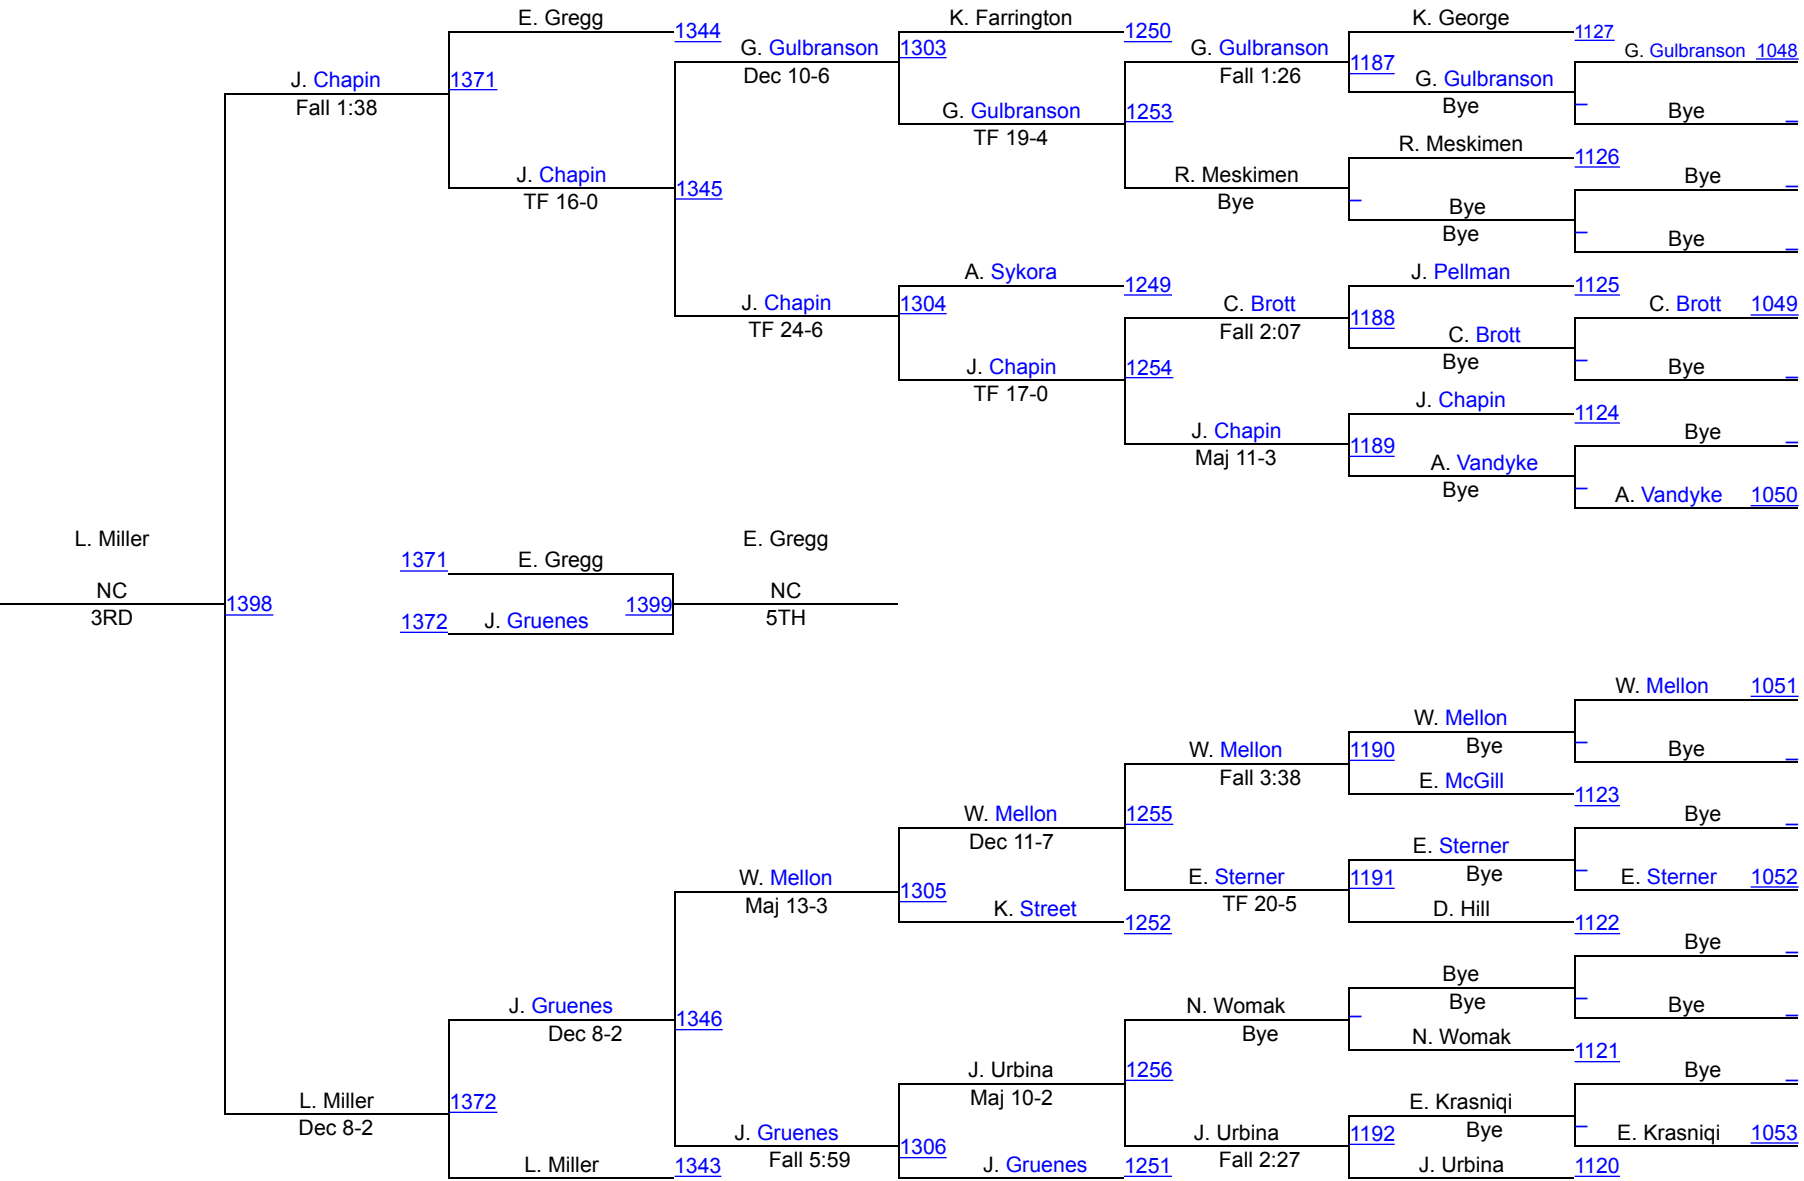 E. Gregg
1344
K. Farrington
1250
K. George
1127
G. Gulbranson 1048
G. Gulbranson
1303
Dec 10-6
G. Gulbranson
1187
Fall 1:26
J. Chapin
1371
Fall 1:38
G. Gulbranson
Bye
Bye
G. Gulbranson
1253
TF 19-4
R. Meskimen
1126
J. Chapin
1345
TF 16-0
R. Meskimen
Bye
Bye
Bye
Bye
Bye
A. Sykora
1249
J. Pellman
1125
J. Chapin
1304
TF 24-6
C. Brott
1188
Fall 2:07
C. Brott 1049
C. Brott
Bye
Bye
J. Chapin
1254
TF 17-0
J. Chapin
1124
J. Chapin
1189
Maj 11-3
Bye
A. Vandyke
Bye
A. Vandyke 1050
L. Miller
NC
3RD
1398
1371
E. Gregg
1372
J. Gruenes
1399
E. Gregg
NC
5TH
W. Mellon 1051
W. Mellon
Bye
Bye
W. Mellon
1190
Fall 3:38
E. McGill
1123
W. Mellon
1255
Dec 11-7
Bye
E. Sterner
Bye
E. Sterner 1052
W. Mellon
1305
Maj 13-3
E. Sterner
1191
TF 20-5
K. Street
1252
D. Hill
1122
Bye
Bye
Bye
Bye
J. Gruenes
1346
Dec 8-2
N. Womak
Bye
N. Womak
1121
J. Urbina
1256
Maj 10-2
Bye
L. Miller
1372
Dec 8-2
E. Krasniqi
Bye
E. Krasniqi 1053
J. Gruenes
1306
Fall 5:59
J. Urbina
1192
Fall 2:27
L. Miller
1343
J. Gruenes
1251
J. Urbina
1120